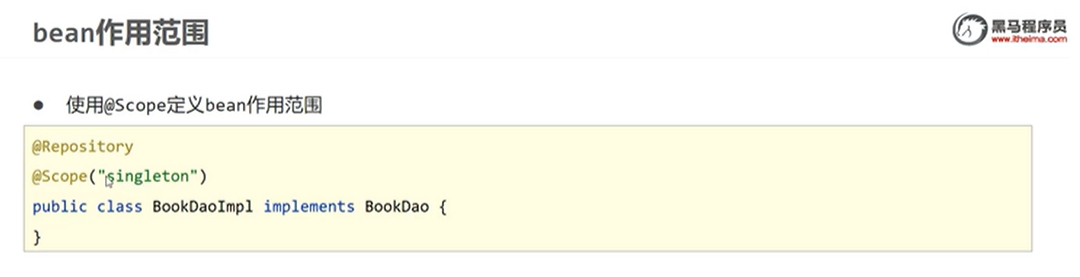 bean作用范围
黑马程序员
www.itheima.com
● 使用@Scope定义bean作用范围
@Repository
@Scope("singleton")
public class BookDaoImpl implements BookDao {
}